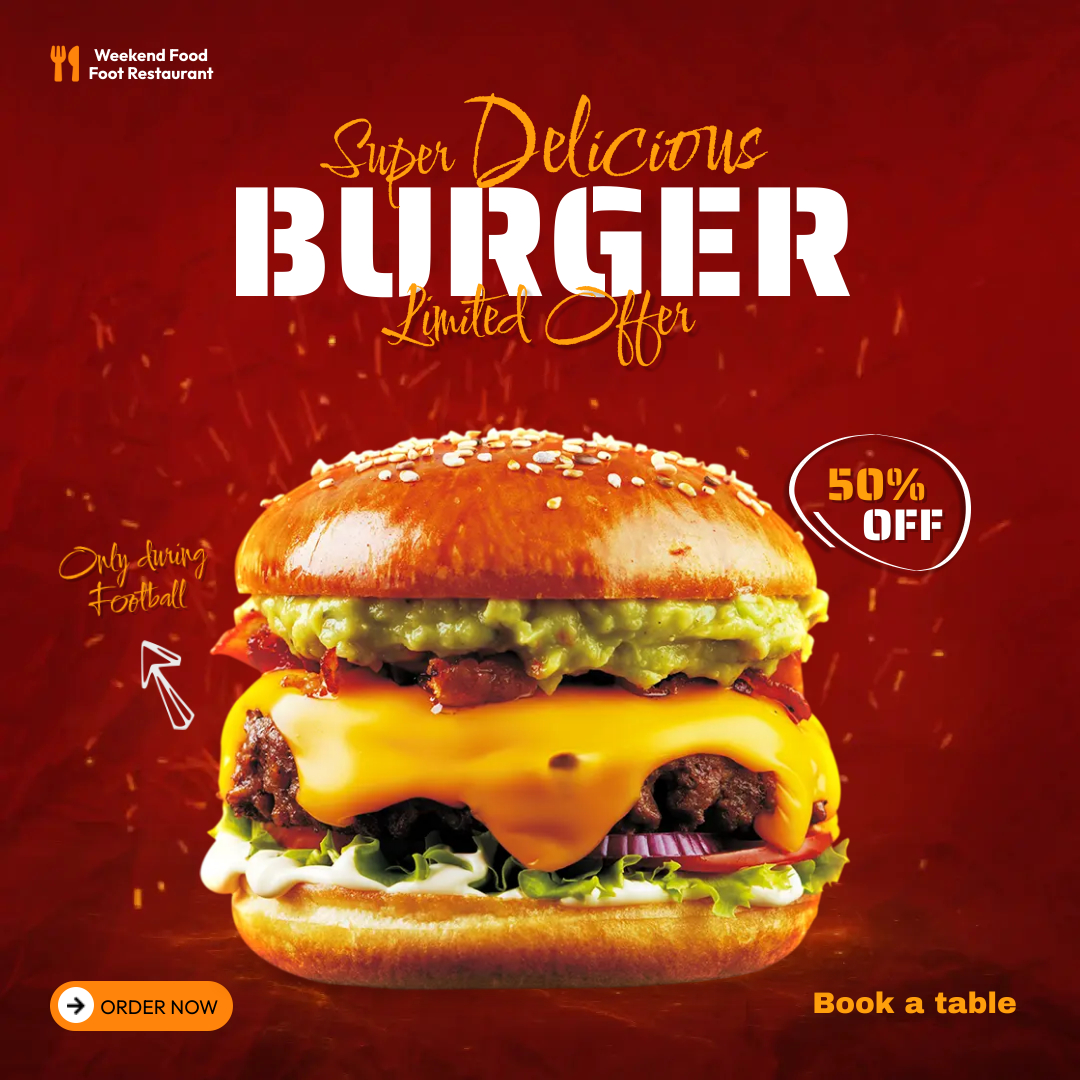 Weekend Food
Foot Restaurant
Super Delicious
BURGER
Limited Offer
50%
OFF
Only during
Football
ORDER NOW
Book a table